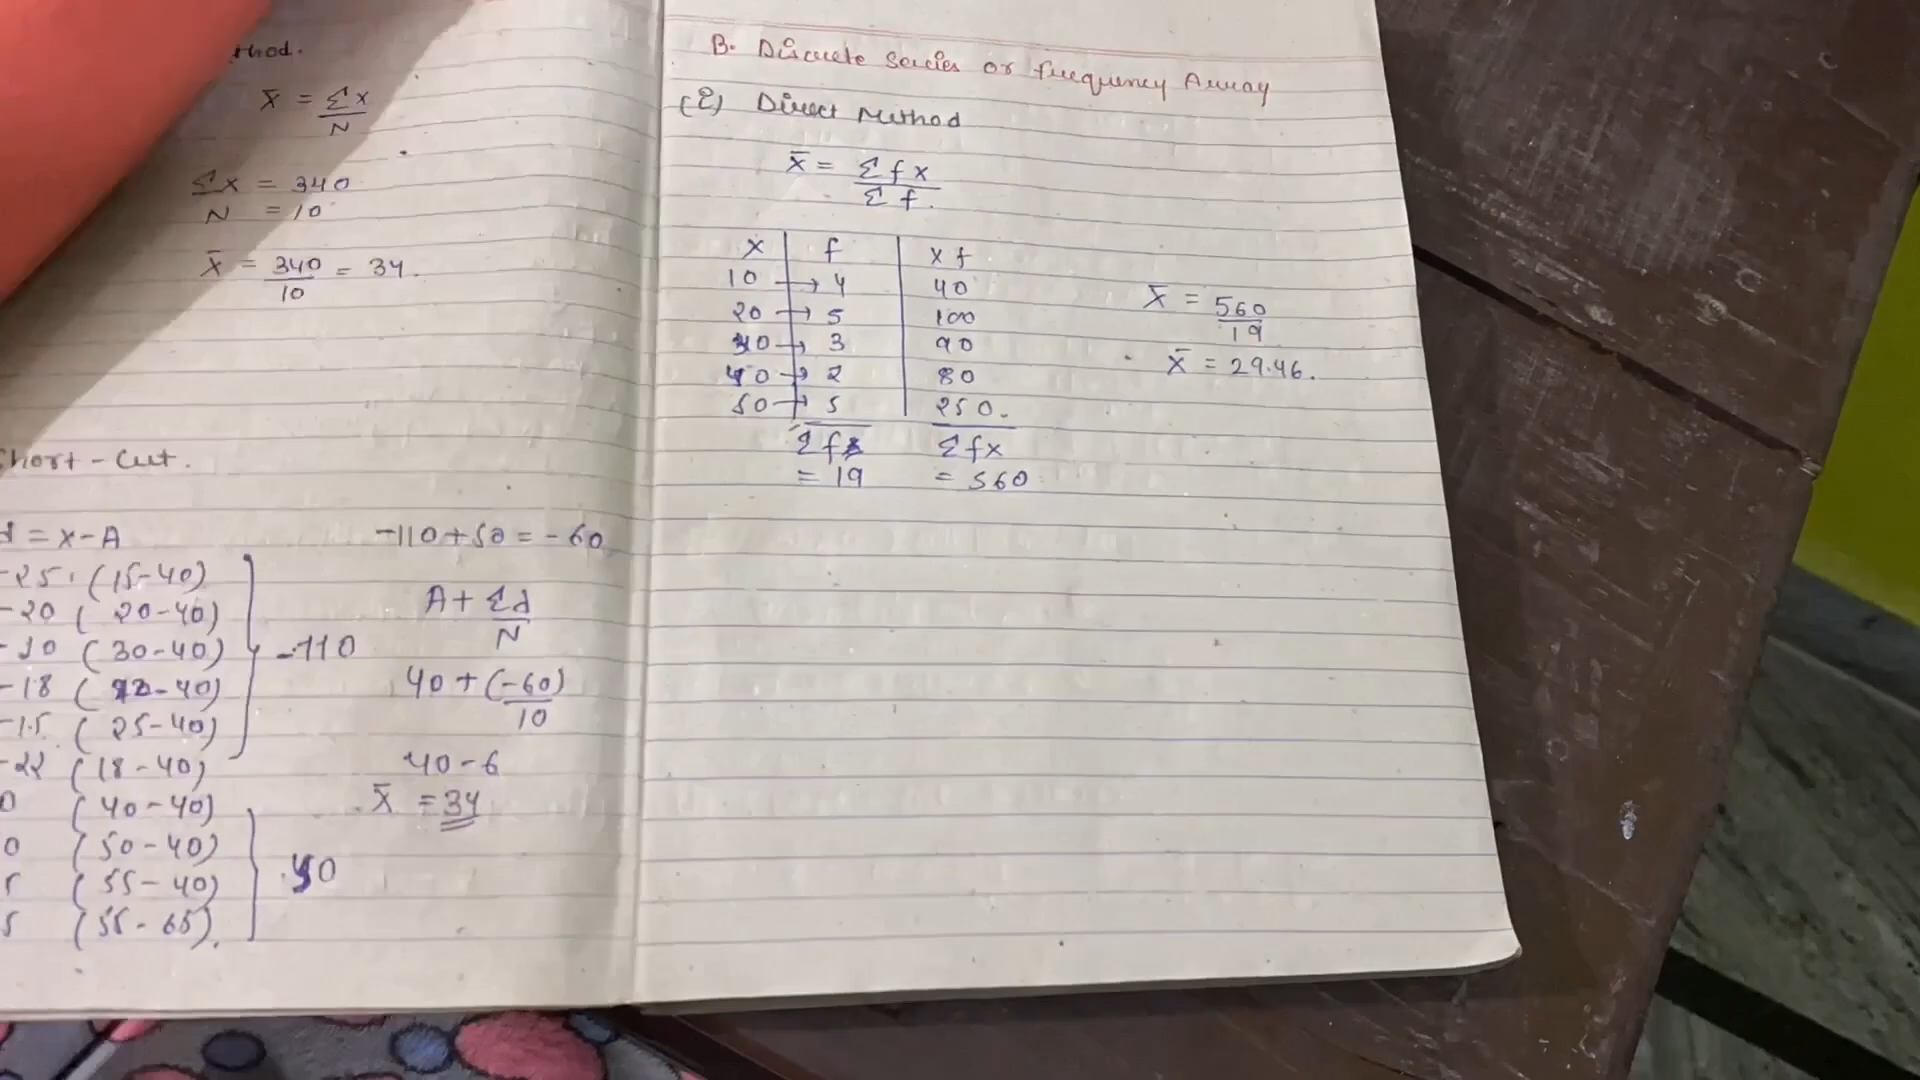 thod.
X̄ = Σx/N
Σx = 340
N = 10
X̄ = 340/10 = 34.
Short-Cut.
d = x-A
-25 (15-40)
-20 (20-40)
-10 (30-40)
-18 (22-40)
-15 (25-40)
-22 (18-40)
0 (40-40)
0 (50-40)
5 (55-40)
5 (55-65)
-110
50
-110+50 = -60
A + Σd/N
40 + (-60)/10
40-6
X̄ = 34
B. Discrete Series or frequency Array
(i) Direct Method
X̄ = Σfx/Σf.
x f xf
10 → 4 40
20 → 5 100
30 → 3 90
40 → 2 80
50 → 5 250.
Σf Σfx
= 19 = 560
X̄ = 560/19
X̄ = 29.46.